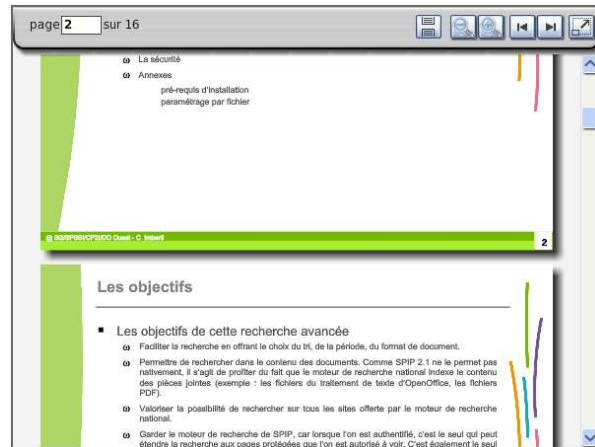 page 2 sur 16
ω La sécurité
ω Annexes
pré-requis d'installation
paramétrage par fichier
@ SG/SPSSI/CP2I/DO Ouest - C Imberti
2
Les objectifs
▪ Les objectifs de cette recherche avancée
ω Faciliter la recherche en offrant le choix du tri, de la période, du format de document.
ω Permettre de rechercher dans le contenu des documents. Comme SPIP 2.1 ne le permet pas
nativement, il s'agit de profiter du fait que le moteur de recherche national indexe le contenu
des pièces jointes (exemple : les fichiers du traitement de texte d'OpenOffice, les fichiers
PDF).
ω Valoriser la possibilité de rechercher sur tous les sites offerte par le moteur de recherche
national.
ω Garder le moteur de recherche de SPIP, car lorsque l'on est authentifié, c'est le seul qui peut
étendre la recherche aux pages protégées que l'on est autorisé à voir. C'est également le seul